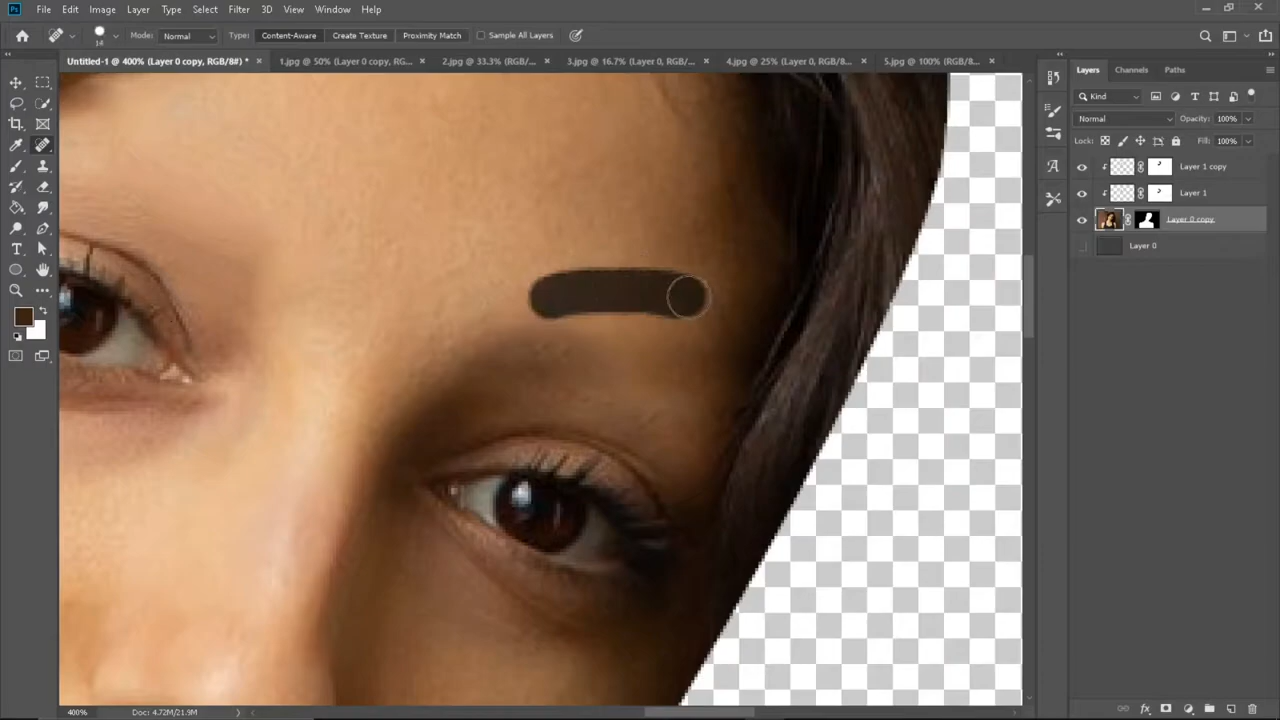 Ps File Edit Image Layer Type Select Filter 3D View Window Help
14 Mode: Normal Type: Content-Aware Create Texture Proximity Match Sample All Layers
Untitled-1 @ 400% (Layer 0 copy, RGB/8#) * × 1.jpg @ 50% (Layer 0 copy, RG... × 2.jpg @ 33.3% (RGB/... × 3.jpg @ 16.7% (Layer 0, RGB/... × 4.jpg @ 25% (Layer 0, RGB/8... × 5.jpg @ 100% (RGB/8... ×
Layers Channels Paths
Kind
Normal Opacity: 100%
Lock: Fill: 100%
Layer 1 copy
Layer 1
Layer 0 copy
Layer 0
400% Doc: 4.72M/21.9M